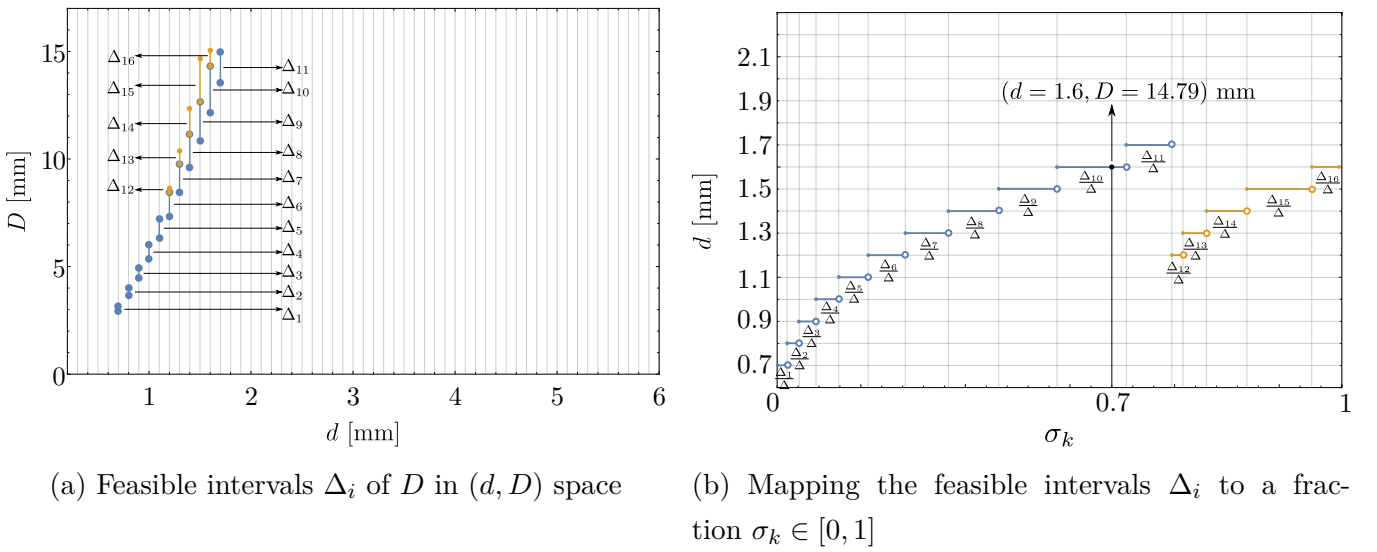 15
10
5
0
D [mm]
Δ16
Δ15
Δ14
Δ13
Δ12
Δ11
Δ10
Δ9
Δ8
Δ7
Δ6
Δ5
Δ4
Δ3
Δ2
Δ1
1 2 3 4 5 6
d [mm]
(a) Feasible intervals Δi of D in (d, D) space
2.1
1.9
1.7
1.5
1.3
1.1
0.9
0.7
d [mm]
(d = 1.6, D = 14.79) mm
Δ1/Δ
Δ2/Δ
Δ3/Δ
Δ4/Δ
Δ5/Δ
Δ6/Δ
Δ7/Δ
Δ8/Δ
Δ9/Δ
Δ10/Δ
Δ11/Δ
Δ12/Δ
Δ13/Δ
Δ14/Δ
Δ15/Δ
Δ16/Δ
0 0.7 1
σk
(b) Mapping the feasible intervals Δi to a frac-
tion σk ∈ [0, 1]